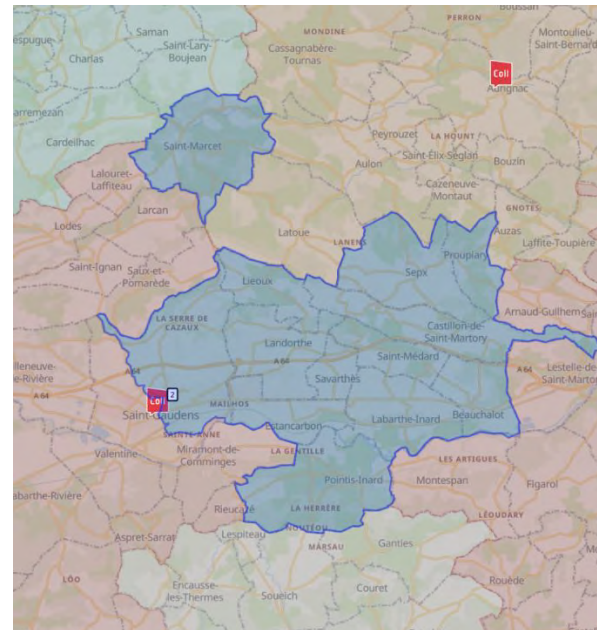 Boussan
Saman
MONDINE
PERRON
Montoulieu-
Saint-Bernard
Charlas
Saint-Lary-
Boujean
Cassagnabère-
Tournas
Coll
Aurignac
Cardeilhac
Saint-Marcet
Peyrouzet
LA HOUNT
Saint-Élix-Séglan
Bouzin
Aulon
Lalouret-
Laffiteau
Cazeneuve-
Montaut
Larcan
GNOTES
Lodes
Latoue
LANENS
Auzas
Laffite-Toupière
Proupiary
Saint-Ignan
Saux-et-
Pomarède
Lieoux
Sepx
Arnaud-Guilhem
LA SERRE DE
CAZAUX
Castillon-de-
Saint-Martory
Landorthe
Saint-Médard
A 64
A 64
A 64
A 64
Lestelle-de-
Savarthès
2
Coll
Saint-Gaudens
MAILHOS
Estancarbon
Labarthe-Inard
Beauchalot
SAINTE-ANNE
Valentine
Miramont-de-
Comminges
LA GENTILLE
LES ARTIGUES
Pointis-Inard
Montespan
Figarol
Rieucazé
LA HERRÈRE
LÉOUDARY
Aspret-Sarrat
Lespiteau
MARSAU
Ganties
LÒO
Encausse-
les-Thermes
Soueich
Couret
Rouède